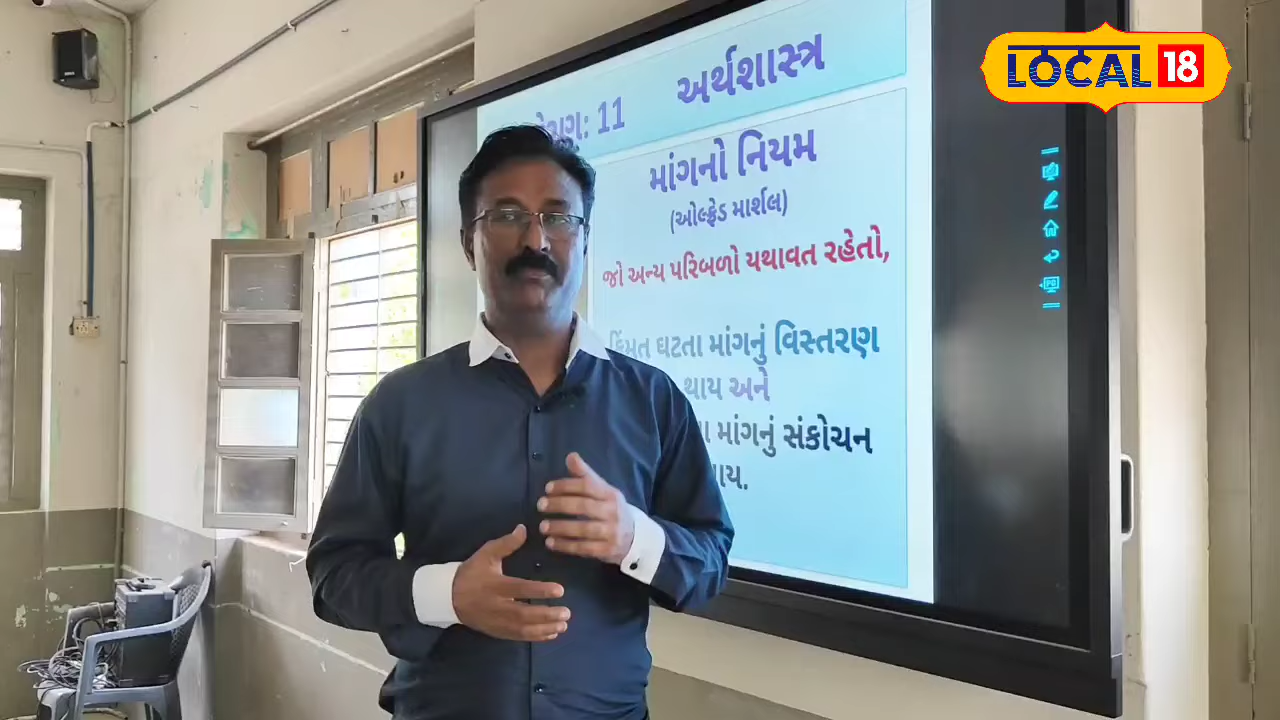 LOCAL 18
અર્થશાસ્ત્ર
: 11
માંગનો નિયમ
(ઓલ્ફ્રેડ માર્શલ)
જો અન્ય પરિબળો યથાવત રહેતો,
ઘટતા માંગનું વિસ્તરણ
થાય અને
માંગનું સંકોચન